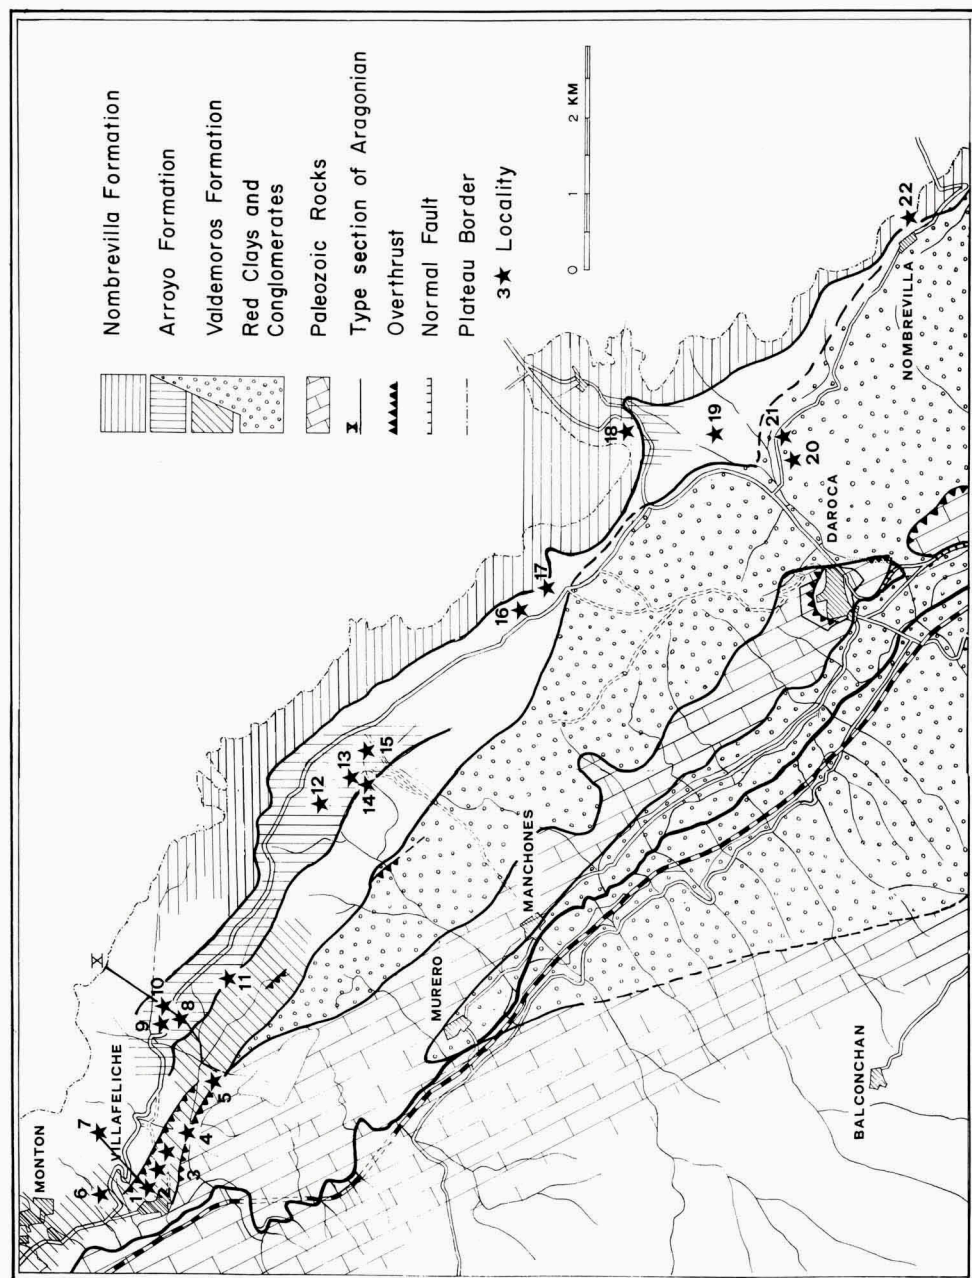 Nombrevilla Formation
Arroyo Formation
Valdemoros Formation
Red Clays and
Conglomerates
Paleozoic Rocks
Type section of Aragonian
Overthrust
Normal Fault
Plateau Border
3 ★ Locality
0 1 2 KM
MONTON
VILLAFELICHE
MURERO
MANCHONES
DAROCA
NOMBREVILLA
BALCONCHAN
X
X
1
2
3
4
5
6
7
8
9
10
11
12
13
14
15
16
17
18
19
20
21
22